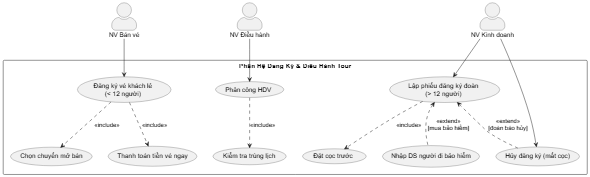 NV Bán vé
NV Điều hành
NV Kinh doanh
Phân Hệ Đăng Ký & Điều Hành Tour
Đăng ký vé khách lẻ
(< 12 người)
Phân công HDV
Lập phiếu đăng ký đoàn
(> 12 người)
«include»
«include»
«include»
«include»
«extend»
[mua bảo hiểm]
«extend»
[đoàn báo hủy]
Chọn chuyến mở bán
Thanh toán tiền vé ngay
Kiểm tra trùng lịch
Đặt cọc trước
Nhập DS người đi bảo hiểm
Hủy đăng ký (mất cọc)